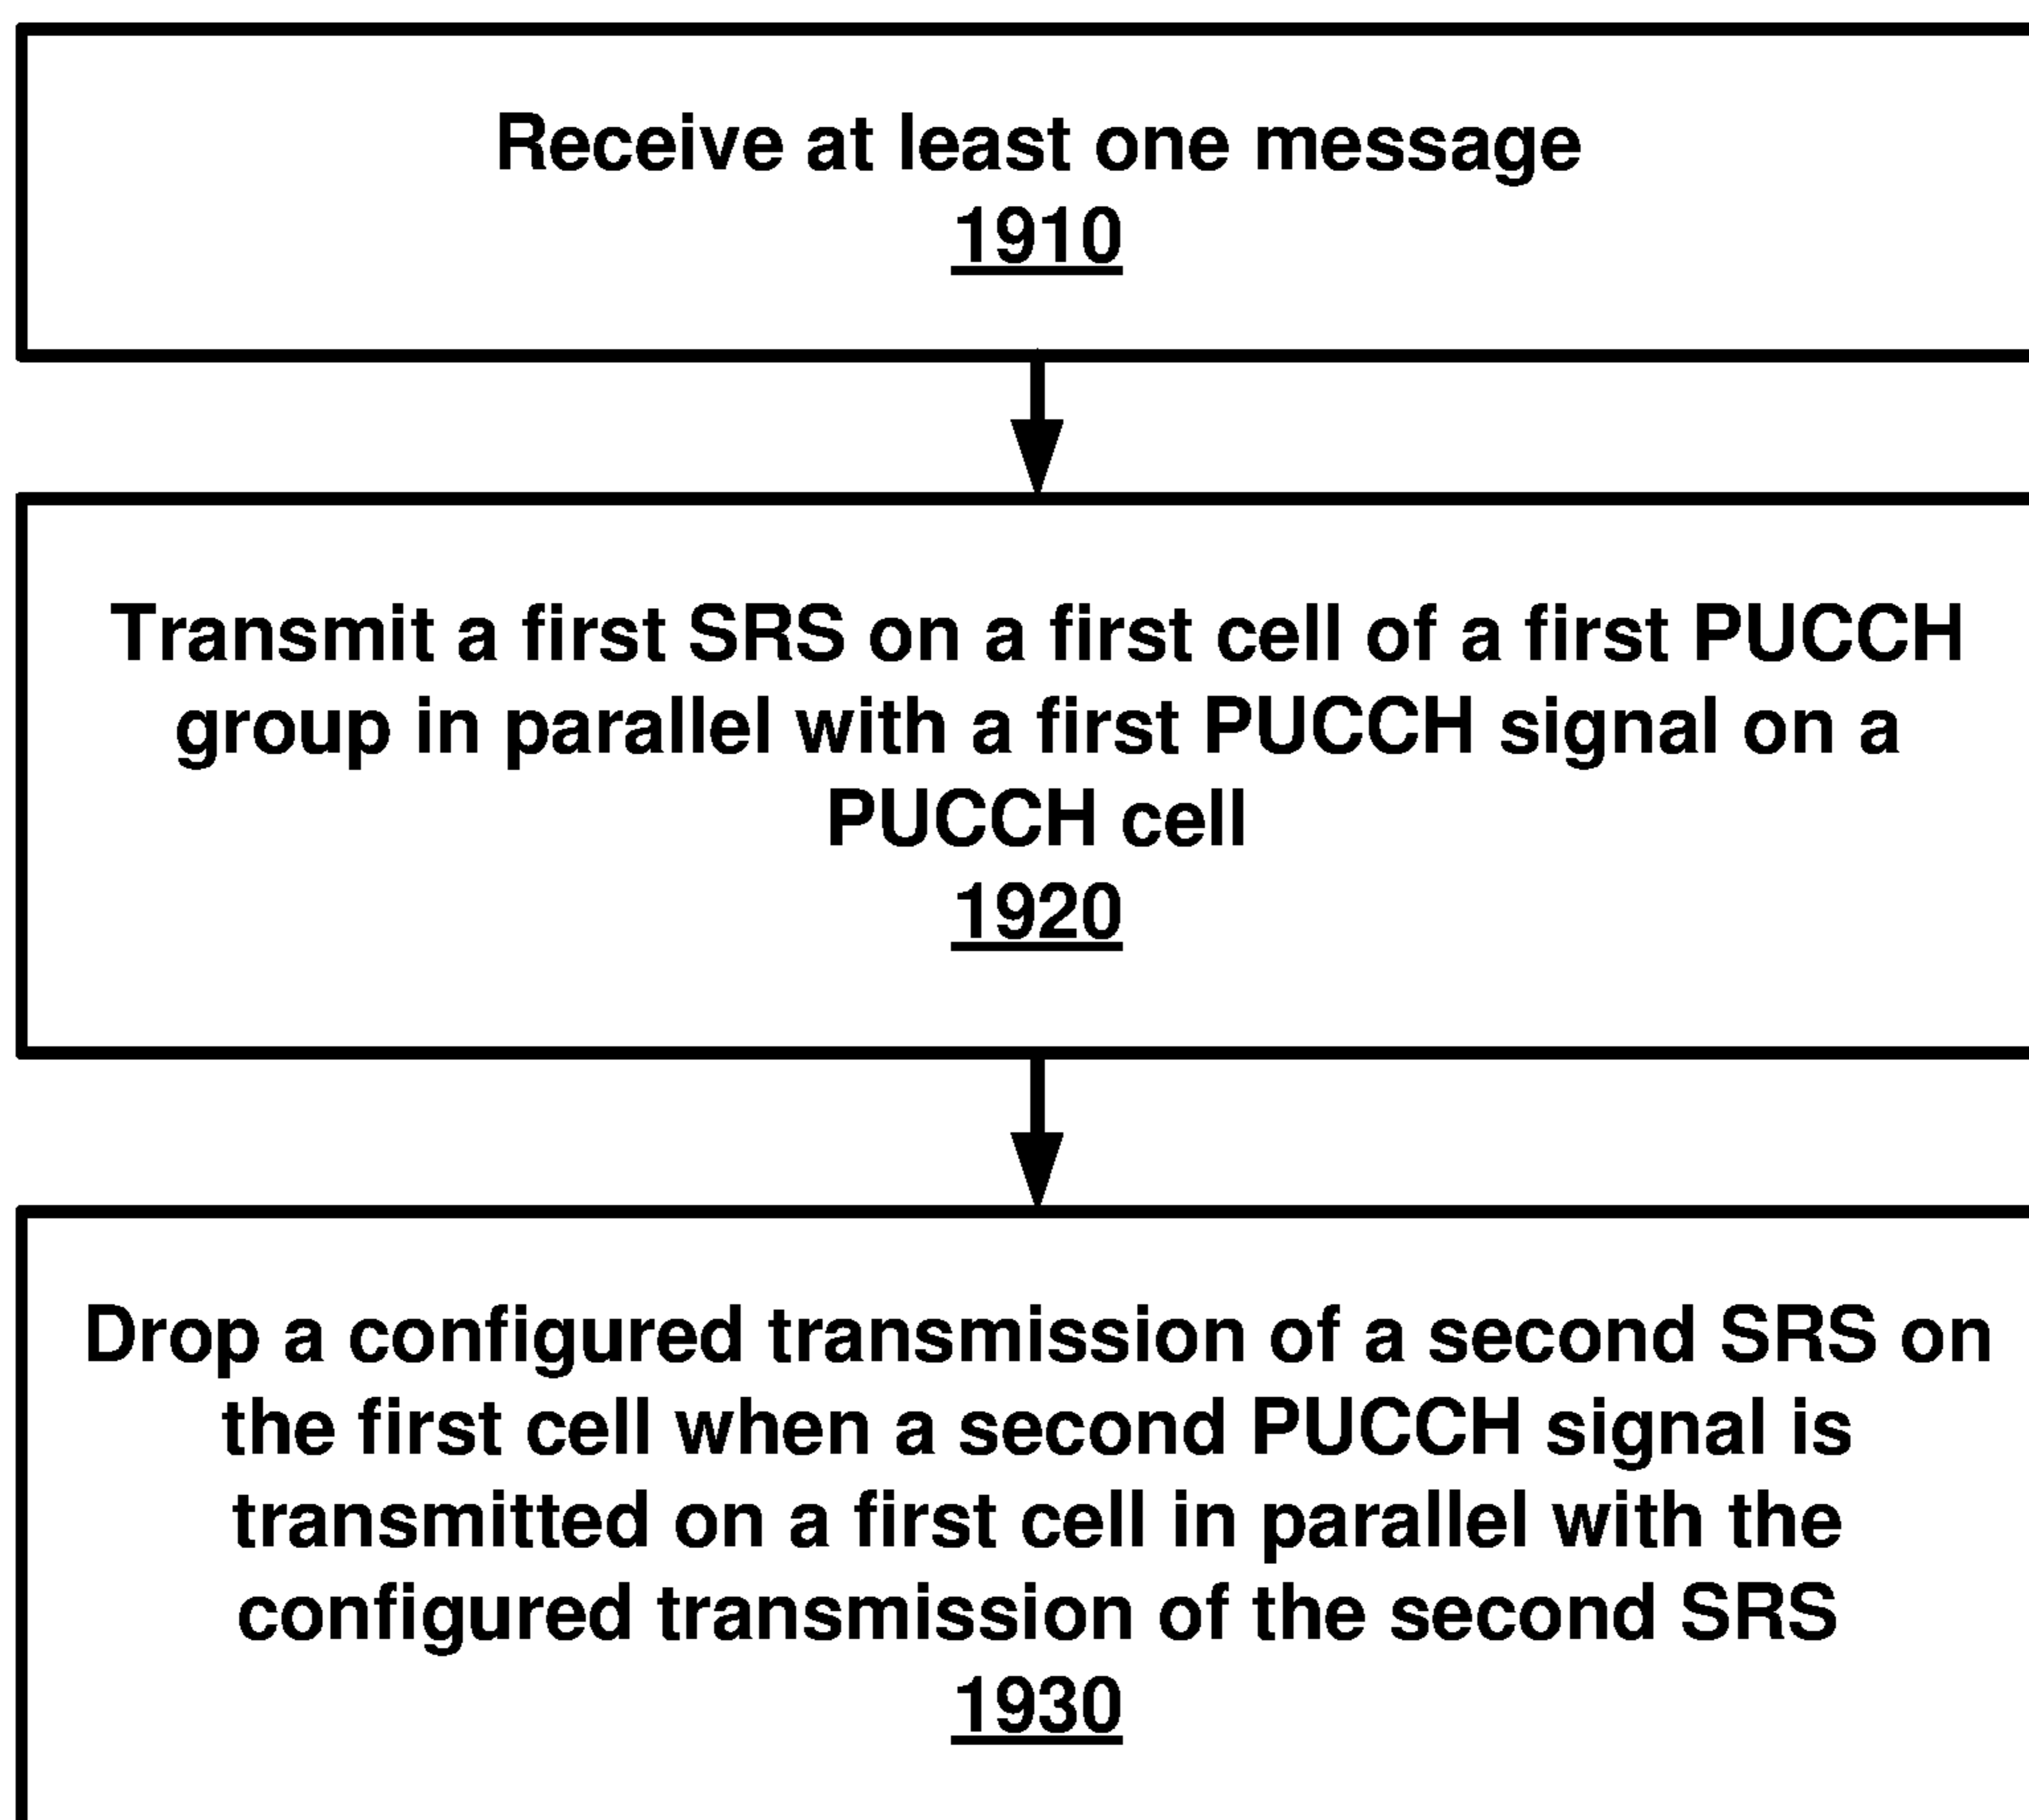 Receive at least one message
1910
Transmit a first SRS on a first cell of a first PUCCH
group in parallel with a first PUCCH signal on a
PUCCH cell
1920
Drop a configured transmission of a second SRS on
the first cell when a second PUCCH signal is
transmitted on a first cell in parallel with the
configured transmission of the second SRS
1930